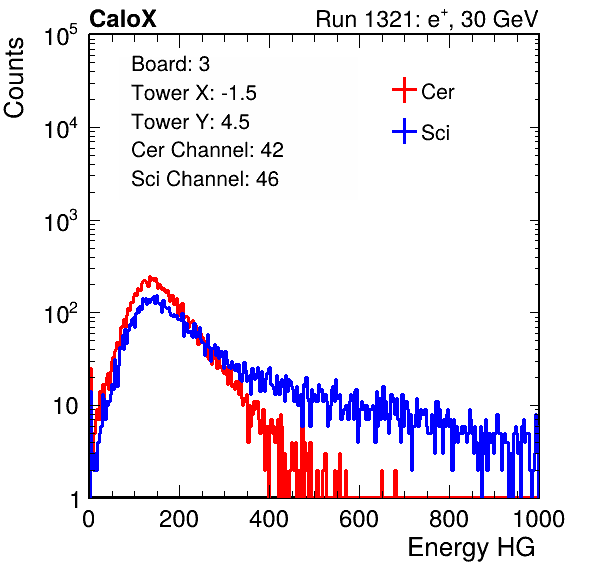 CaloX Run 1321: e⁺, 30 GeV
Counts
10⁵
10⁴
10³
10²
10
1
Board: 3
Tower X: -1.5
Tower Y: 4.5
Cer Channel: 42
Sci Channel: 46
Cer
Sci
0 200 400 600 800 1000
Energy HG